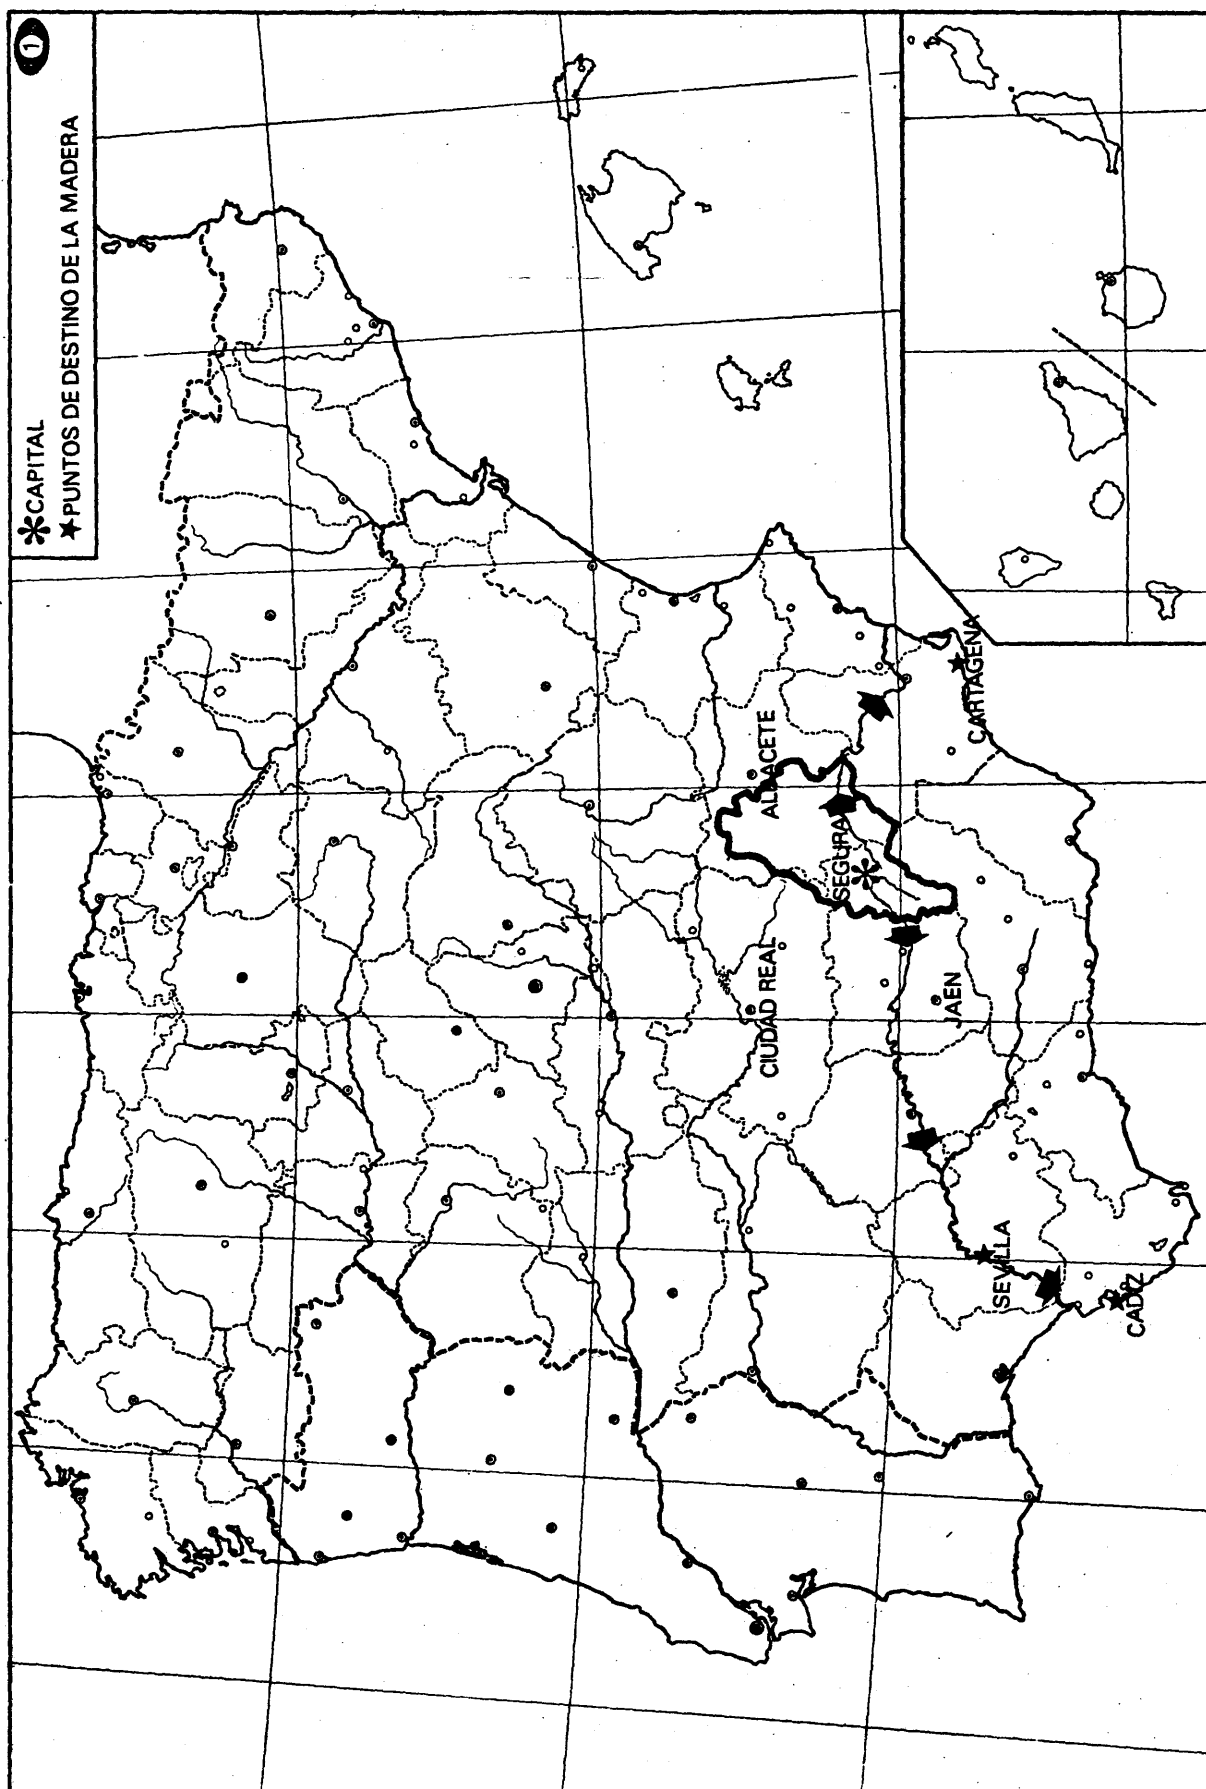 1
CAPITAL
PUNTOS DE DESTINO DE LA MADERA
ALBACETE
SEGURA
CARTAGENA
CIUDAD REAL
JAEN
SEVILLA
CADIZ